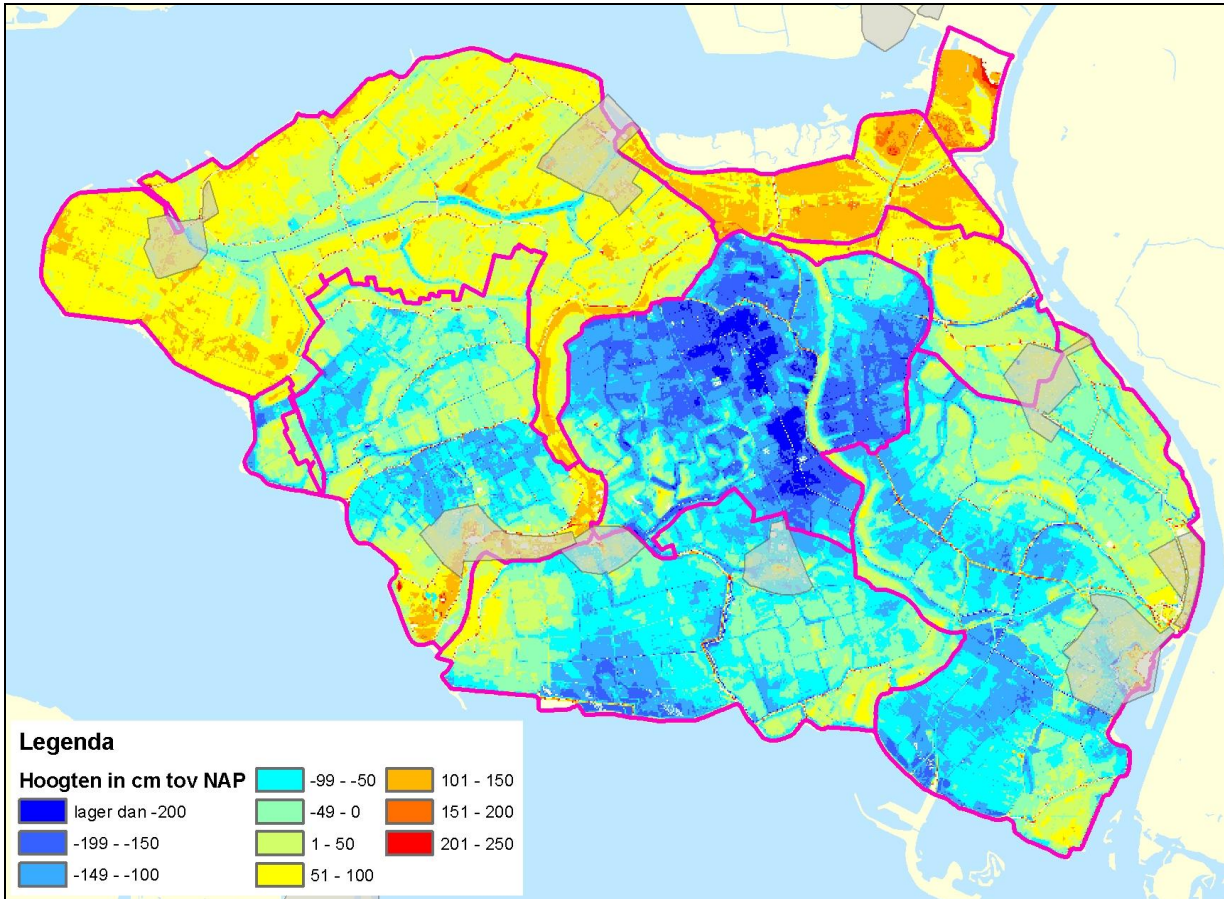 Legenda
Hoogten in cm tov NAP
lager dan -200
-199 - -150
-149 - -100
-99 - -50
-49 - 0
1 - 50
51 - 100
101 - 150
151 - 200
201 - 250